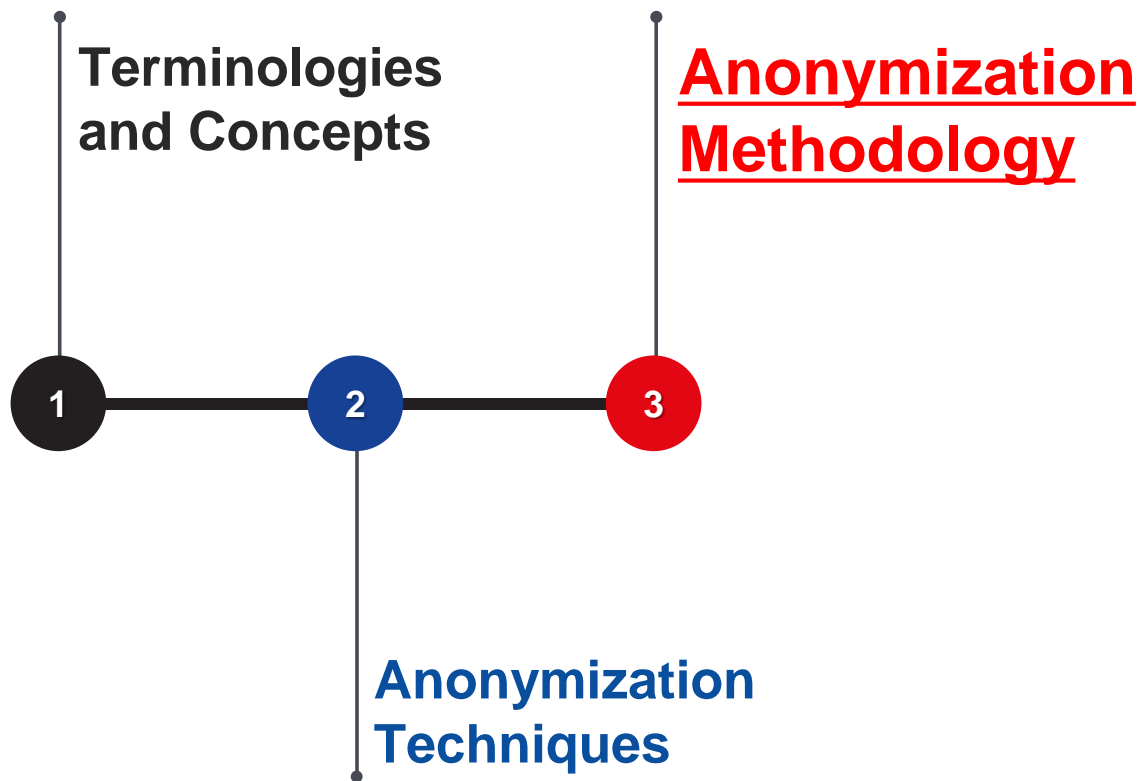 Terminologies
and Concepts
Anonymization
Methodology
1
2
3
Anonymization
Techniques